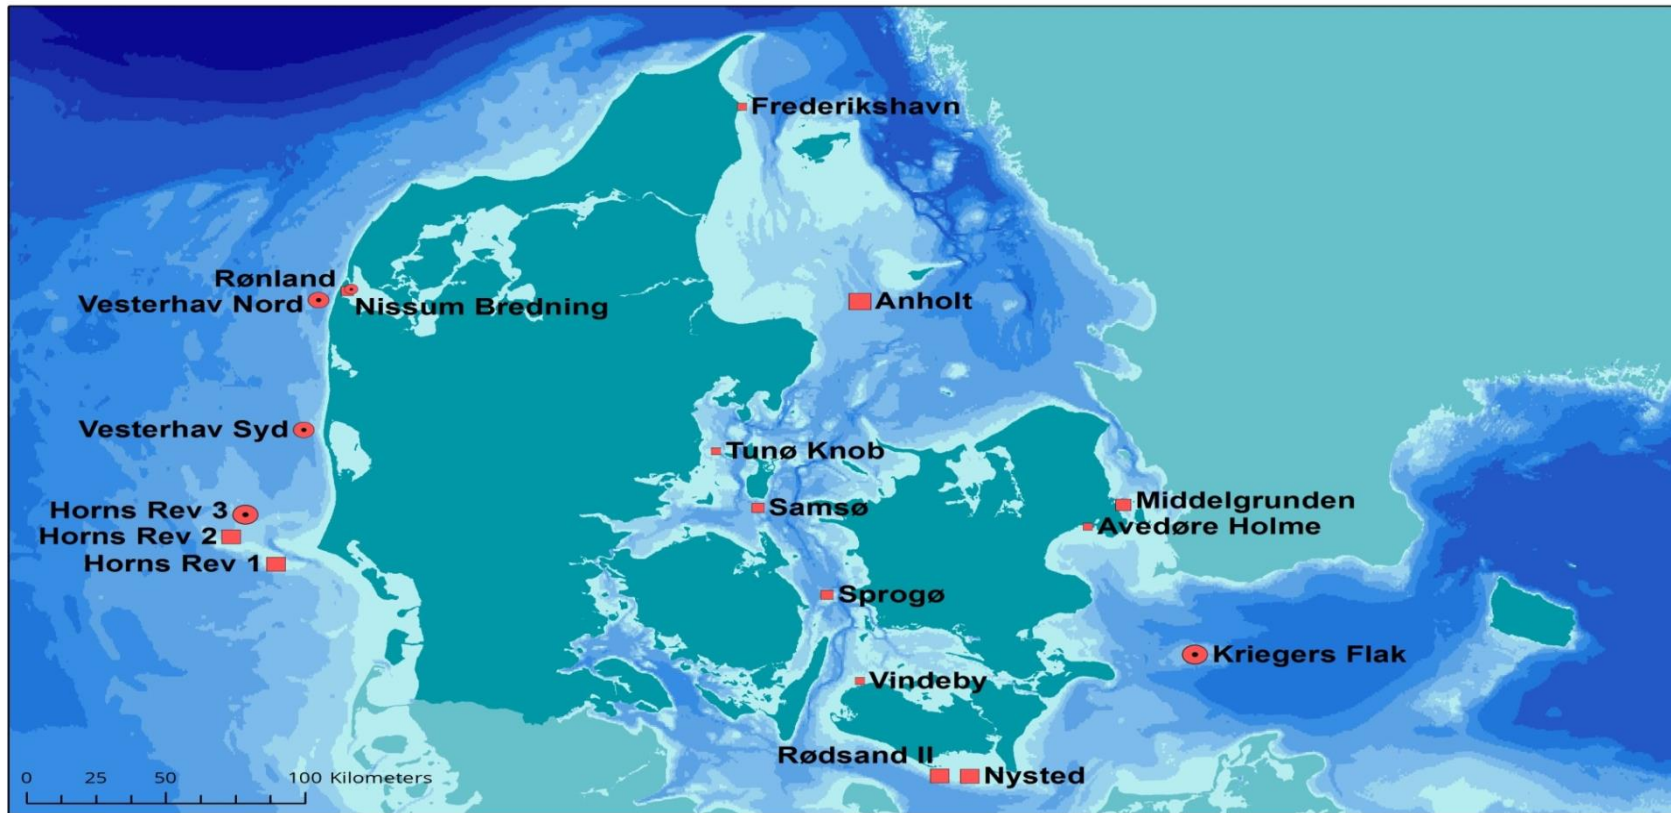 Frederikshavn
Rønland
Vesterhav Nord
Nissum Bredning
Anholt
Vesterhav Syd
Tunø Knob
Horns Rev 3
Samsø
Middelgrunden
Horns Rev 2
Avedøre Holme
Horns Rev 1
Sprogø
Kriegers Flak
Vindeby
Rødsand II
Nysted
0 25 50 100 Kilometers